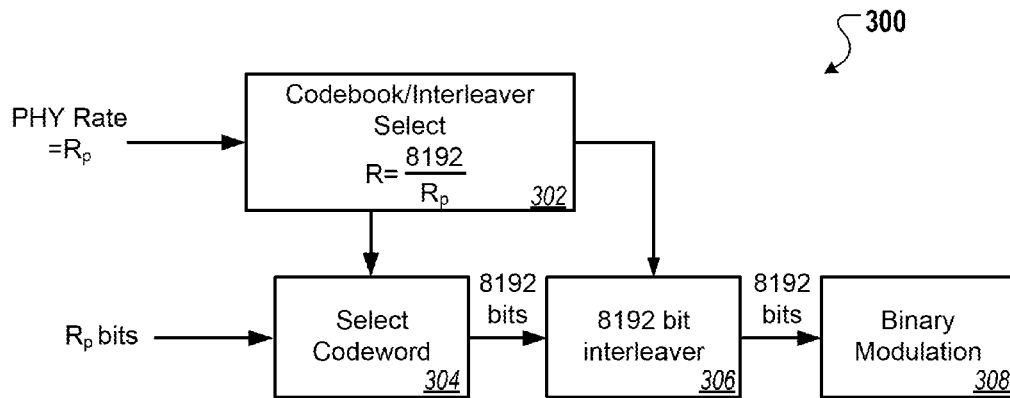 300
PHY Rate
=Rp
Codebook/Interleaver
Select
R= 8192
Rp
302
Rp bits
Select
Codeword
304
8192
bits
8192 bit
interleaver
306
8192
bits
Binary
Modulation
308